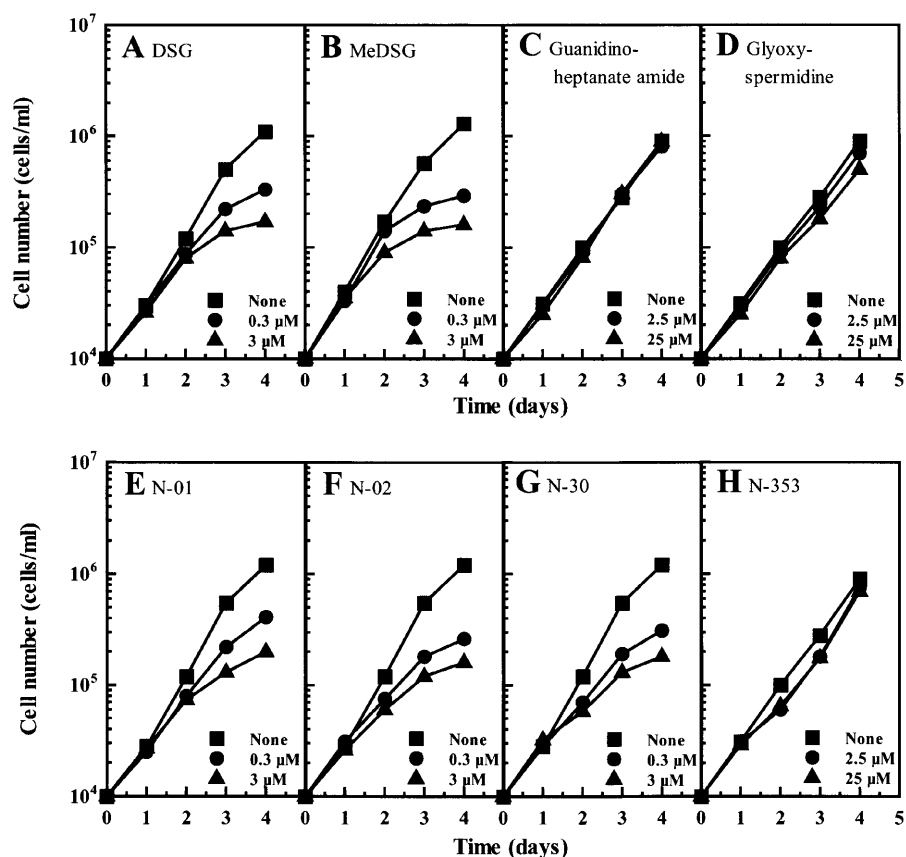 10^7
10^6
10^5
10^4
Cell number (cells/ml)
A DSG
None
0.3 µM
3 µM
B MeDSG
None
0.3 µM
3 µM
C Guanidino-
heptanate amide
None
2.5 µM
25 µM
D Glyoxy-
spermidine
None
2.5 µM
25 µM
0 1 2 3 4 0 1 2 3 4 0 1 2 3 4 0 1 2 3 4 5
Time (days)
10^7
10^6
10^5
10^4
Cell number (cells/ml)
E N-01
None
0.3 µM
3 µM
F N-02
None
0.3 µM
3 µM
G N-30
None
0.3 µM
3 µM
H N-353
None
2.5 µM
25 µM
0 1 2 3 4 0 1 2 3 4 0 1 2 3 4 0 1 2 3 4 5
Time (days)